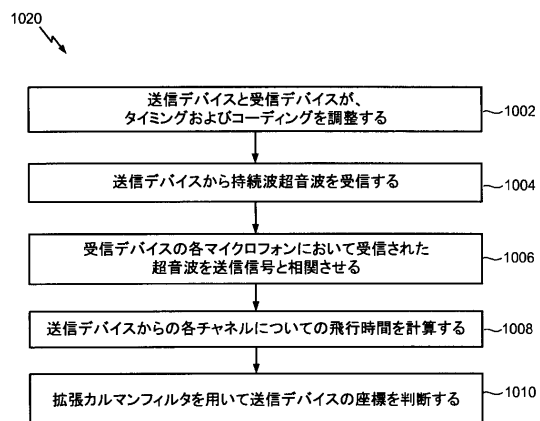 1020
送信デバイスと受信デバイスが、
タイミングおよびコーディングを調整する
1002
送信デバイスから持続波超音波を受信する
1004
受信デバイスの各マイクロフォンにおいて受信された
超音波を送信信号と相関させる
1006
送信デバイスからの各チャネルについての飛行時間を計算する
1008
拡張カルマンフィルタを用いて送信デバイスの座標を判断する
1010